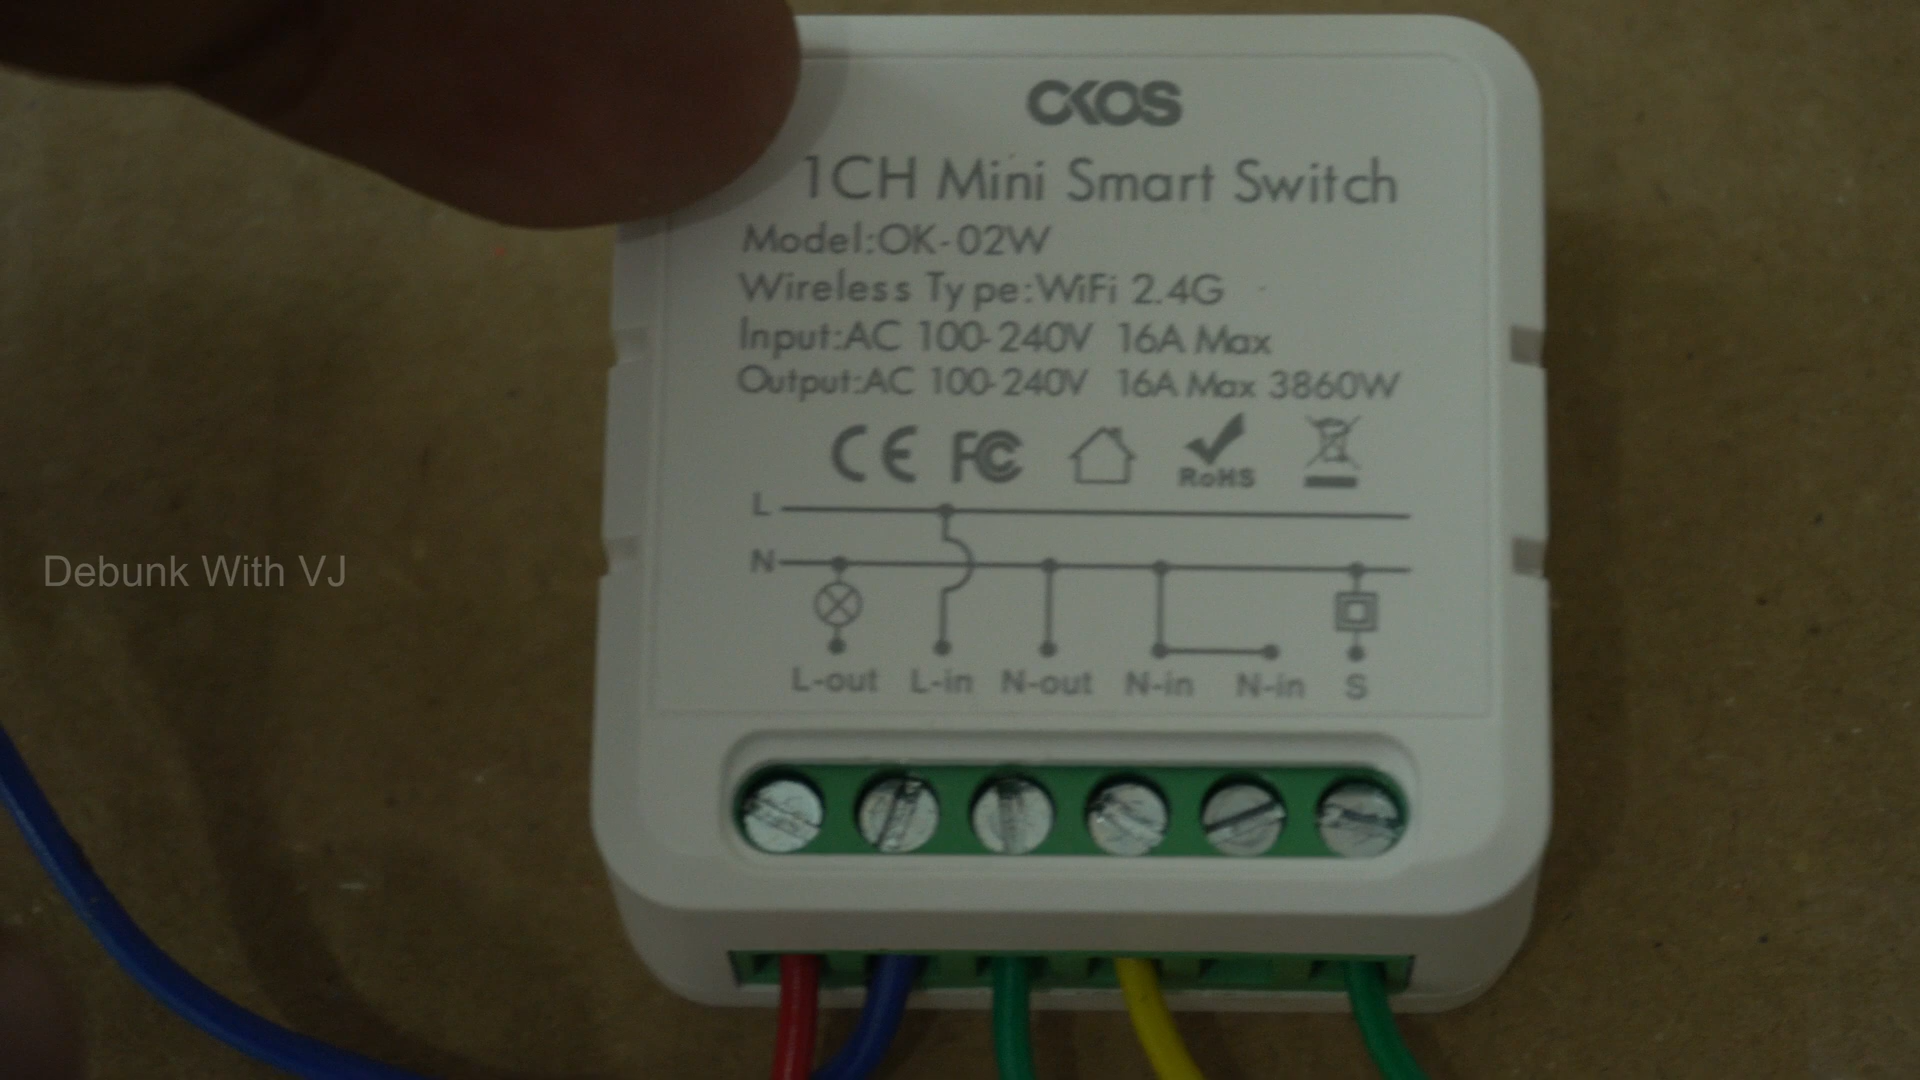 CKOS
1CH Mini Smart Switch
Model:OK-02W
Wireless Type:WiFi 2.4G
Input:AC 100-240V 16A Max
Output:AC 100-240V 16A Max 3860W
CE FC RoHS
L
N
L-out L-in N-out N-in N-in S
Debunk With VJ